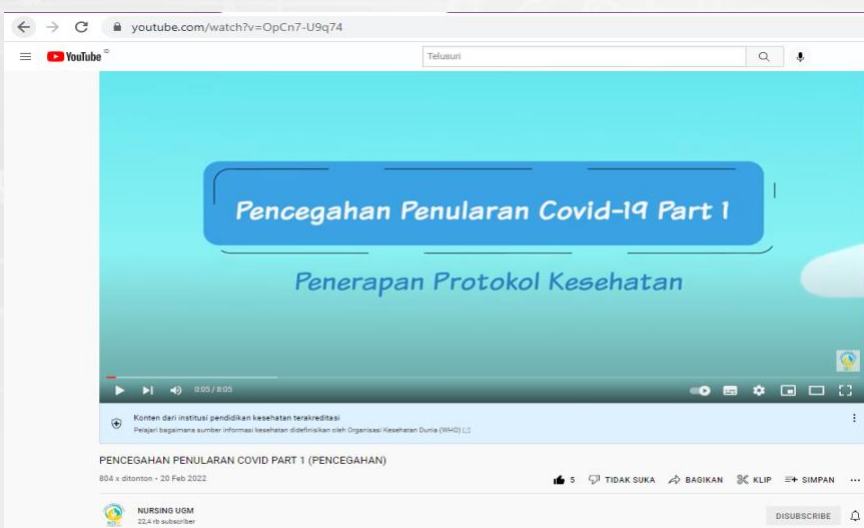 youtube.com/watch?v=OpCn7-U9q74
YouTube ID
Telusuri
Pencegahan Penularan Covid-19 Part 1
Penerapan Protokol Kesehatan
0:05 / 8:05
Konten dari institusi pendidikan kesehatan terakreditasi
Pelajari bagaimana sumber informasi kesehatan didefinisikan oleh Organisasi Kesehatan Dunia (WHO)
PENCEGAHAN PENULARAN COVID PART 1 (PENCEGAHAN)
804 x ditonton • 20 Feb 2022
5 TIDAK SUKA BAGIKAN KLIP SIMPAN
NURSING UGM
22,4 rb subscriber
DISUBSCRIBE